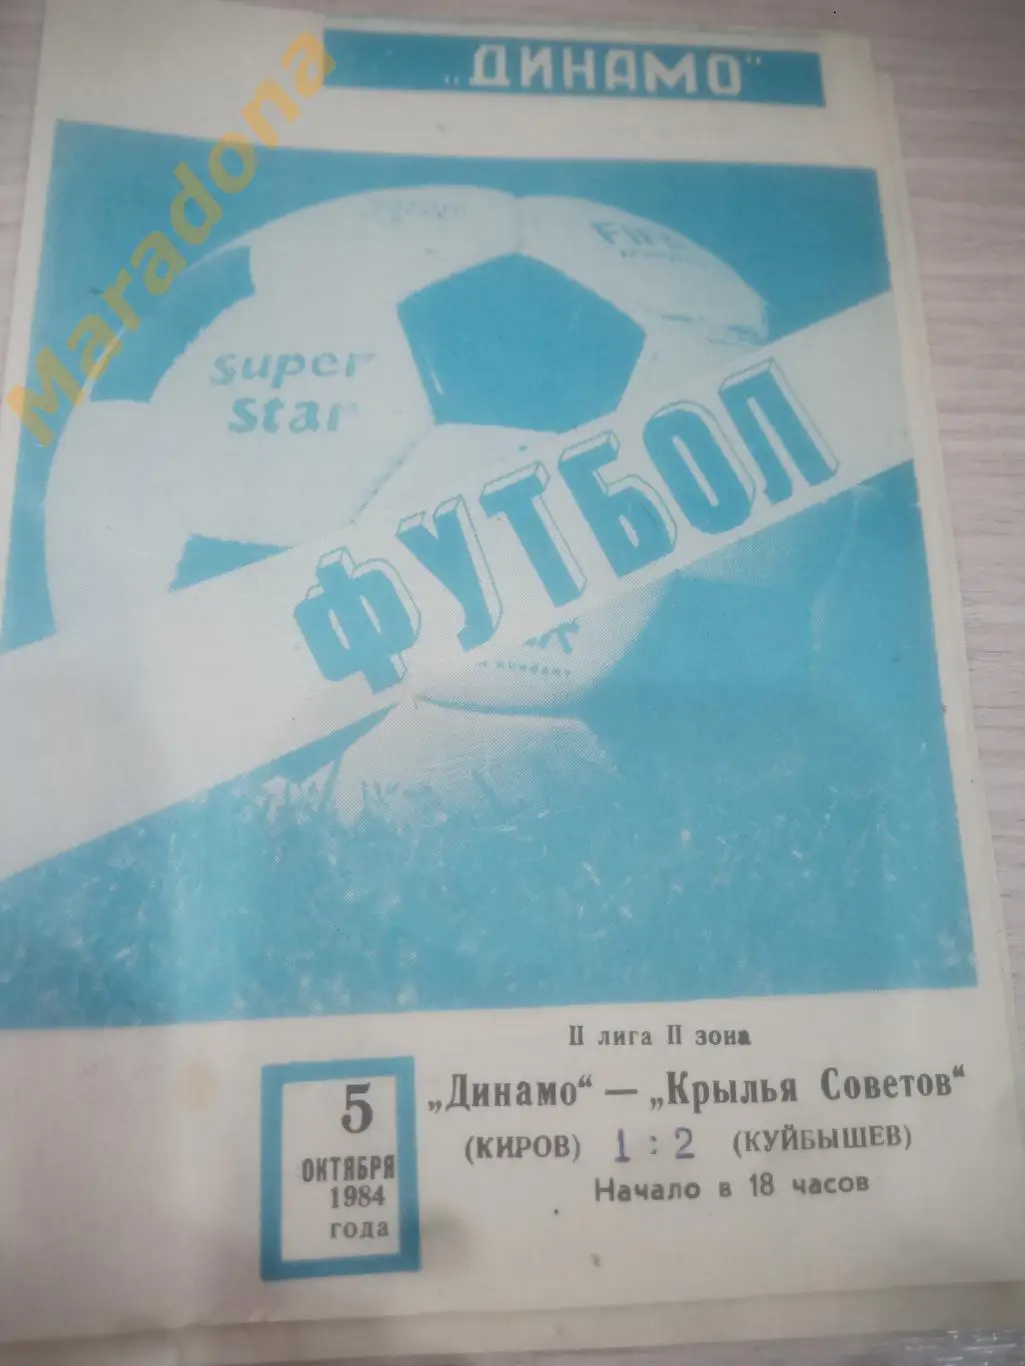 „ДИНАМО"
Maradona
FIFA
super
star
ФУТБОЛ
II лига II зона
5
ОКТЯБРЯ
1984
года
„Динамо“ — „Крылья Советов“
(КИРОВ) 1:2 (КУЙБЫШЕВ)
Начало в 18 часов